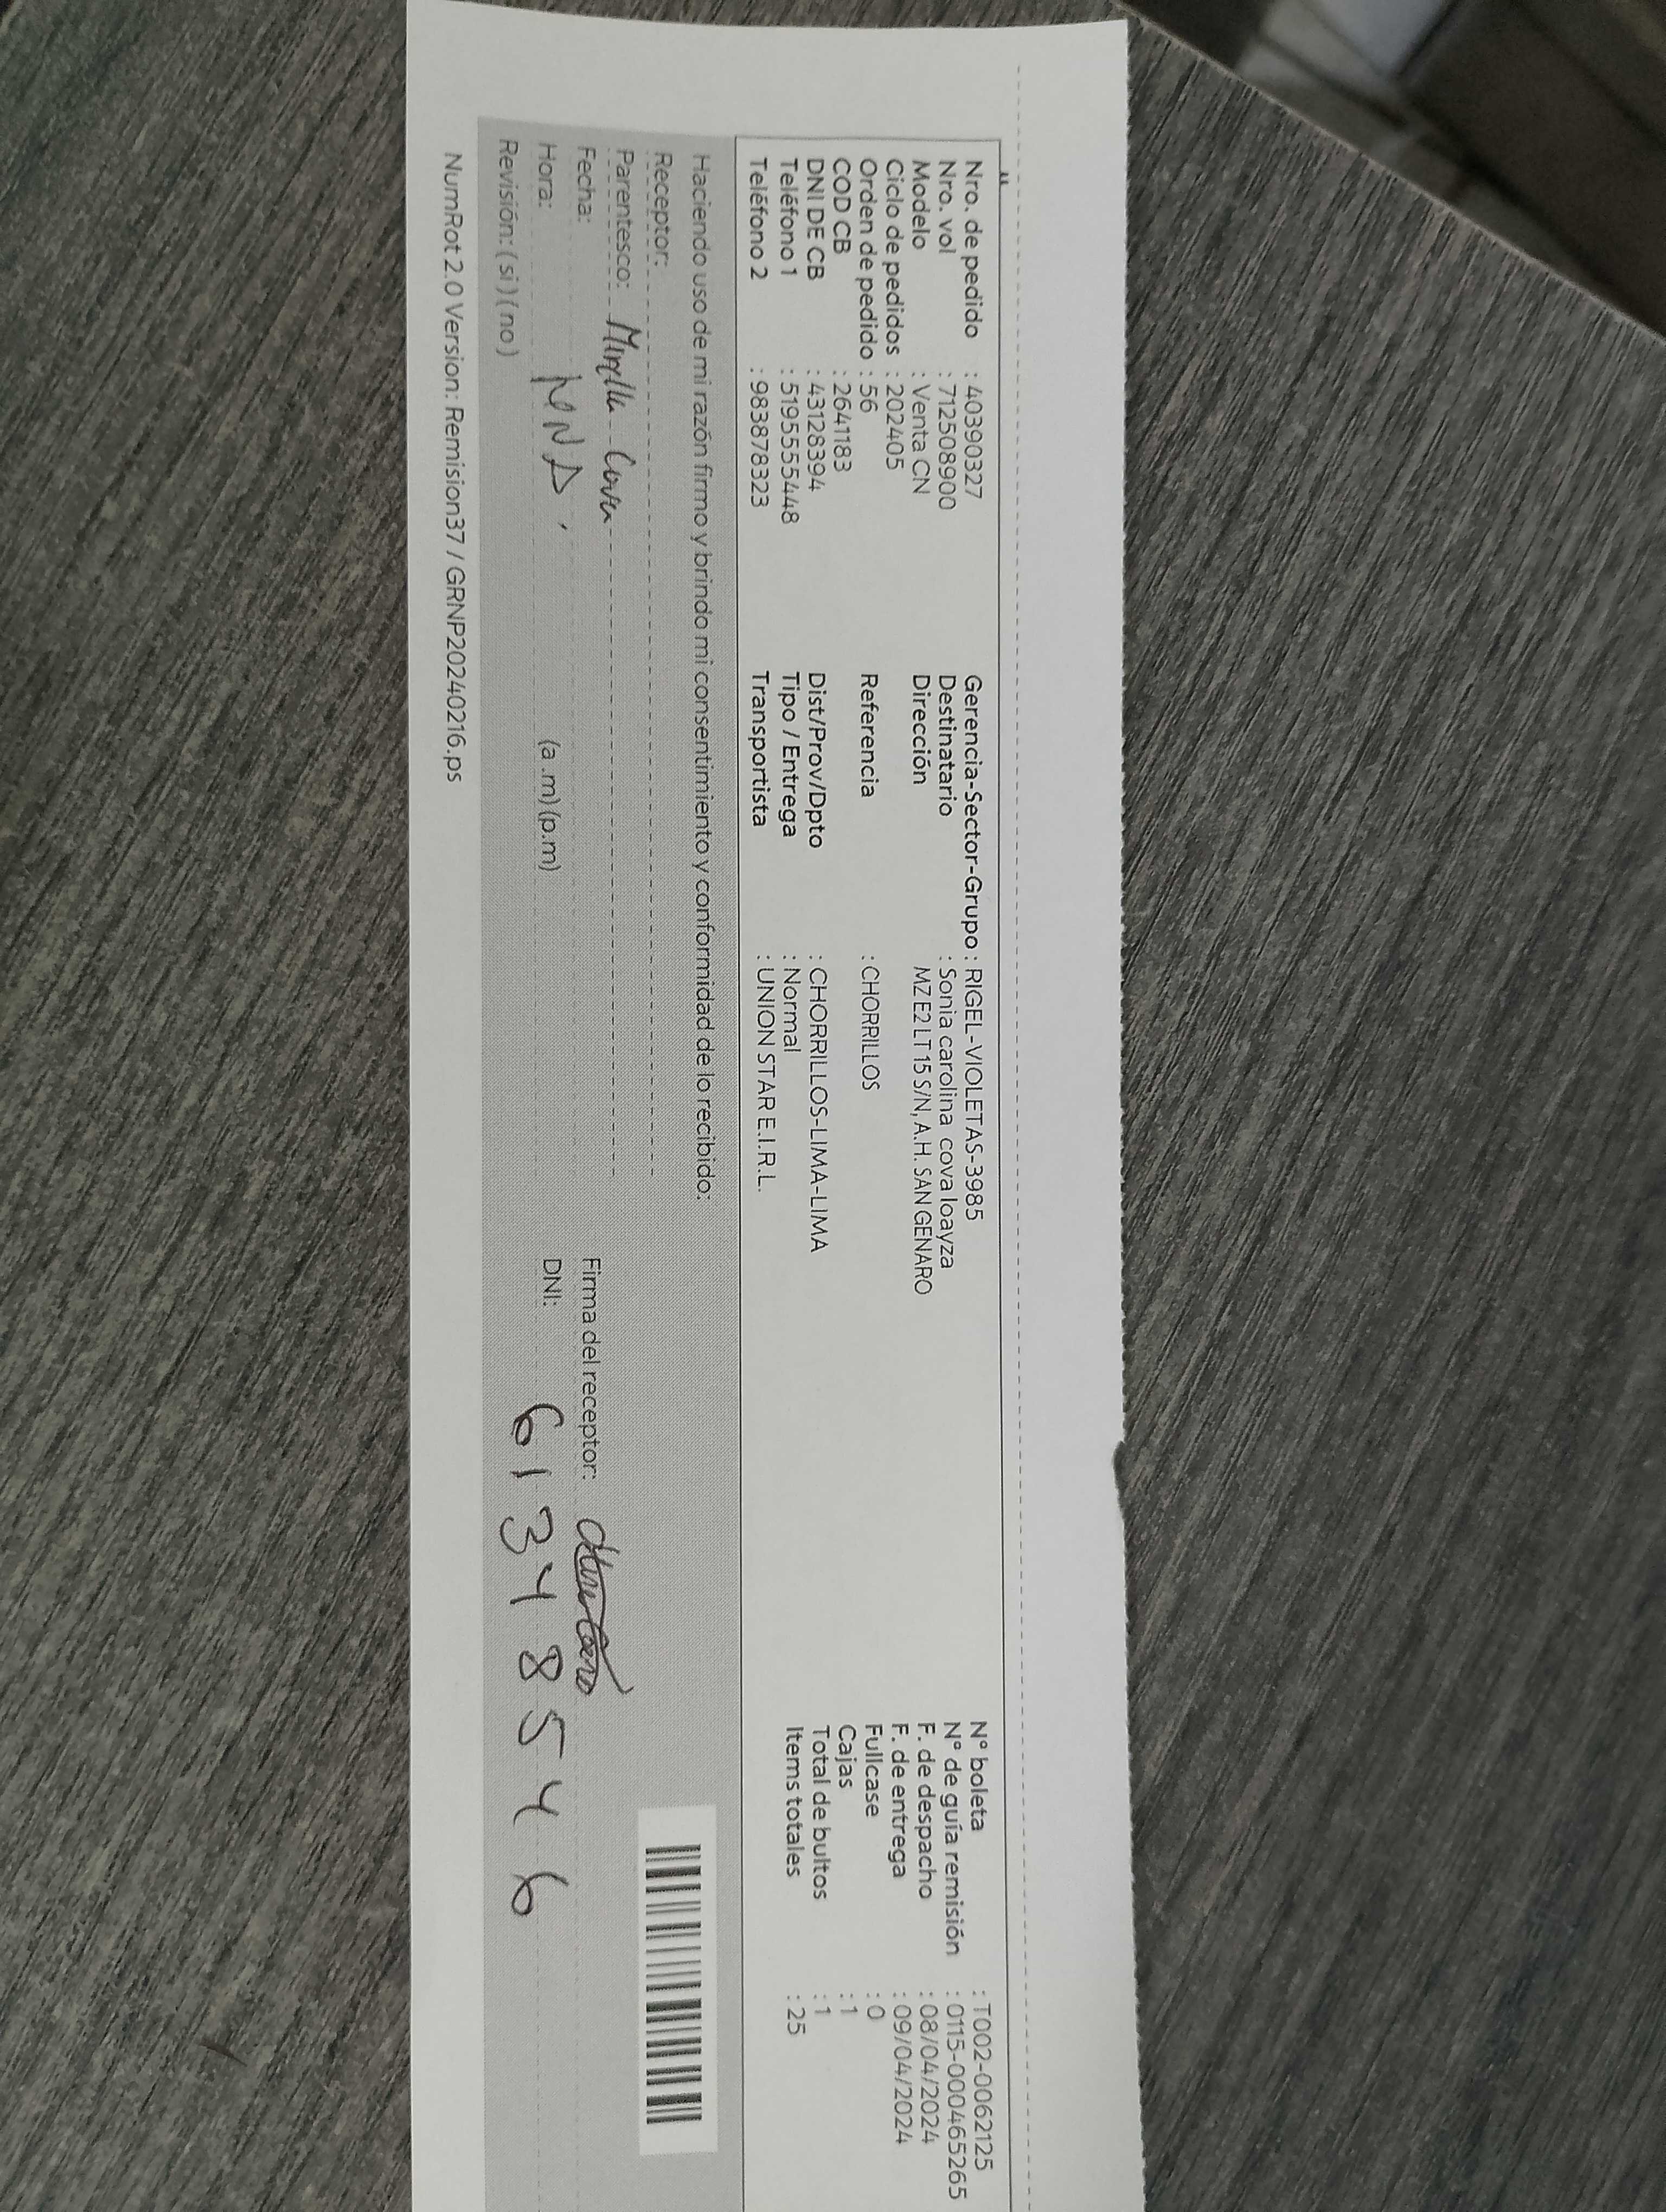 Nro. de pedido : 40390327
Nro. vol : 712508900
Modelo : Venta CN
Ciclo de pedidos : 202405
Orden de pedido : 56
COD CB : 2641183
DNI DE CB : 43128394
Teléfono 1 : 5195555448
Teléfono 2 : 983878323
Gerencia-Sector-Grupo : RIGEL-VIOLETAS-3985
Destinatario : Sonia carolina cova loayza
Dirección MZ E2 LT 15 S/N, A.H. SAN GENARO
Referencia : CHORRILLOS
Dist/Prov/Dpto : CHORRILLOS-LIMA-LIMA
Tipo / Entrega : Normal
Transportista : UNION STAR E.I.R.L.
N° boleta : T002-0062125
N° de guía remisión : 0115-000465265
F. de despacho : 08/04/2024
F. de entrega : 09/04/2024
Fullcase : 0
Cajas : 1
Total de bultos : 1
Items totales : 25
Haciendo uso de mi razón firmo y brindo mi consentimiento y conformidad de lo recibido:
Receptor:
Parentesco:
Fecha:
Hora: (a .m) (p.m)
Revisión: ( si ) ( no )
Firma del receptor:
DNI: 61348546
NumRot 2.0 Version: Remision37 / GRNP20240216.ps